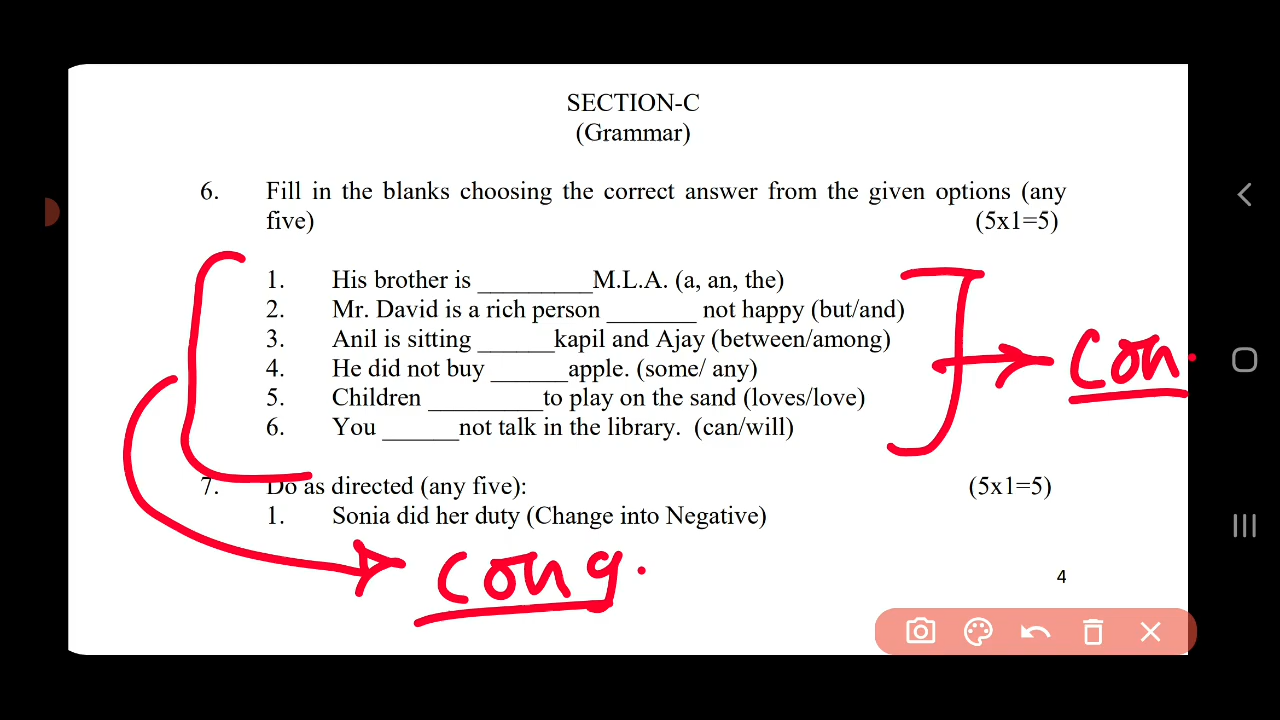 SECTION-C
(Grammar)
6. Fill in the blanks choosing the correct answer from the given options (any
five) (5x1=5)
1. His brother is _________M.L.A. (a, an, the)
2. Mr. David is a rich person _______ not happy (but/and)
3. Anil is sitting ______kapil and Ajay (between/among)
4. He did not buy ______apple. (some/ any)
5. Children _________to play on the sand (loves/love)
6. You ______not talk in the library. (can/will)
con.
7. Do as directed (any five): (5x1=5)
1. Sonia did her duty (Change into Negative)
4